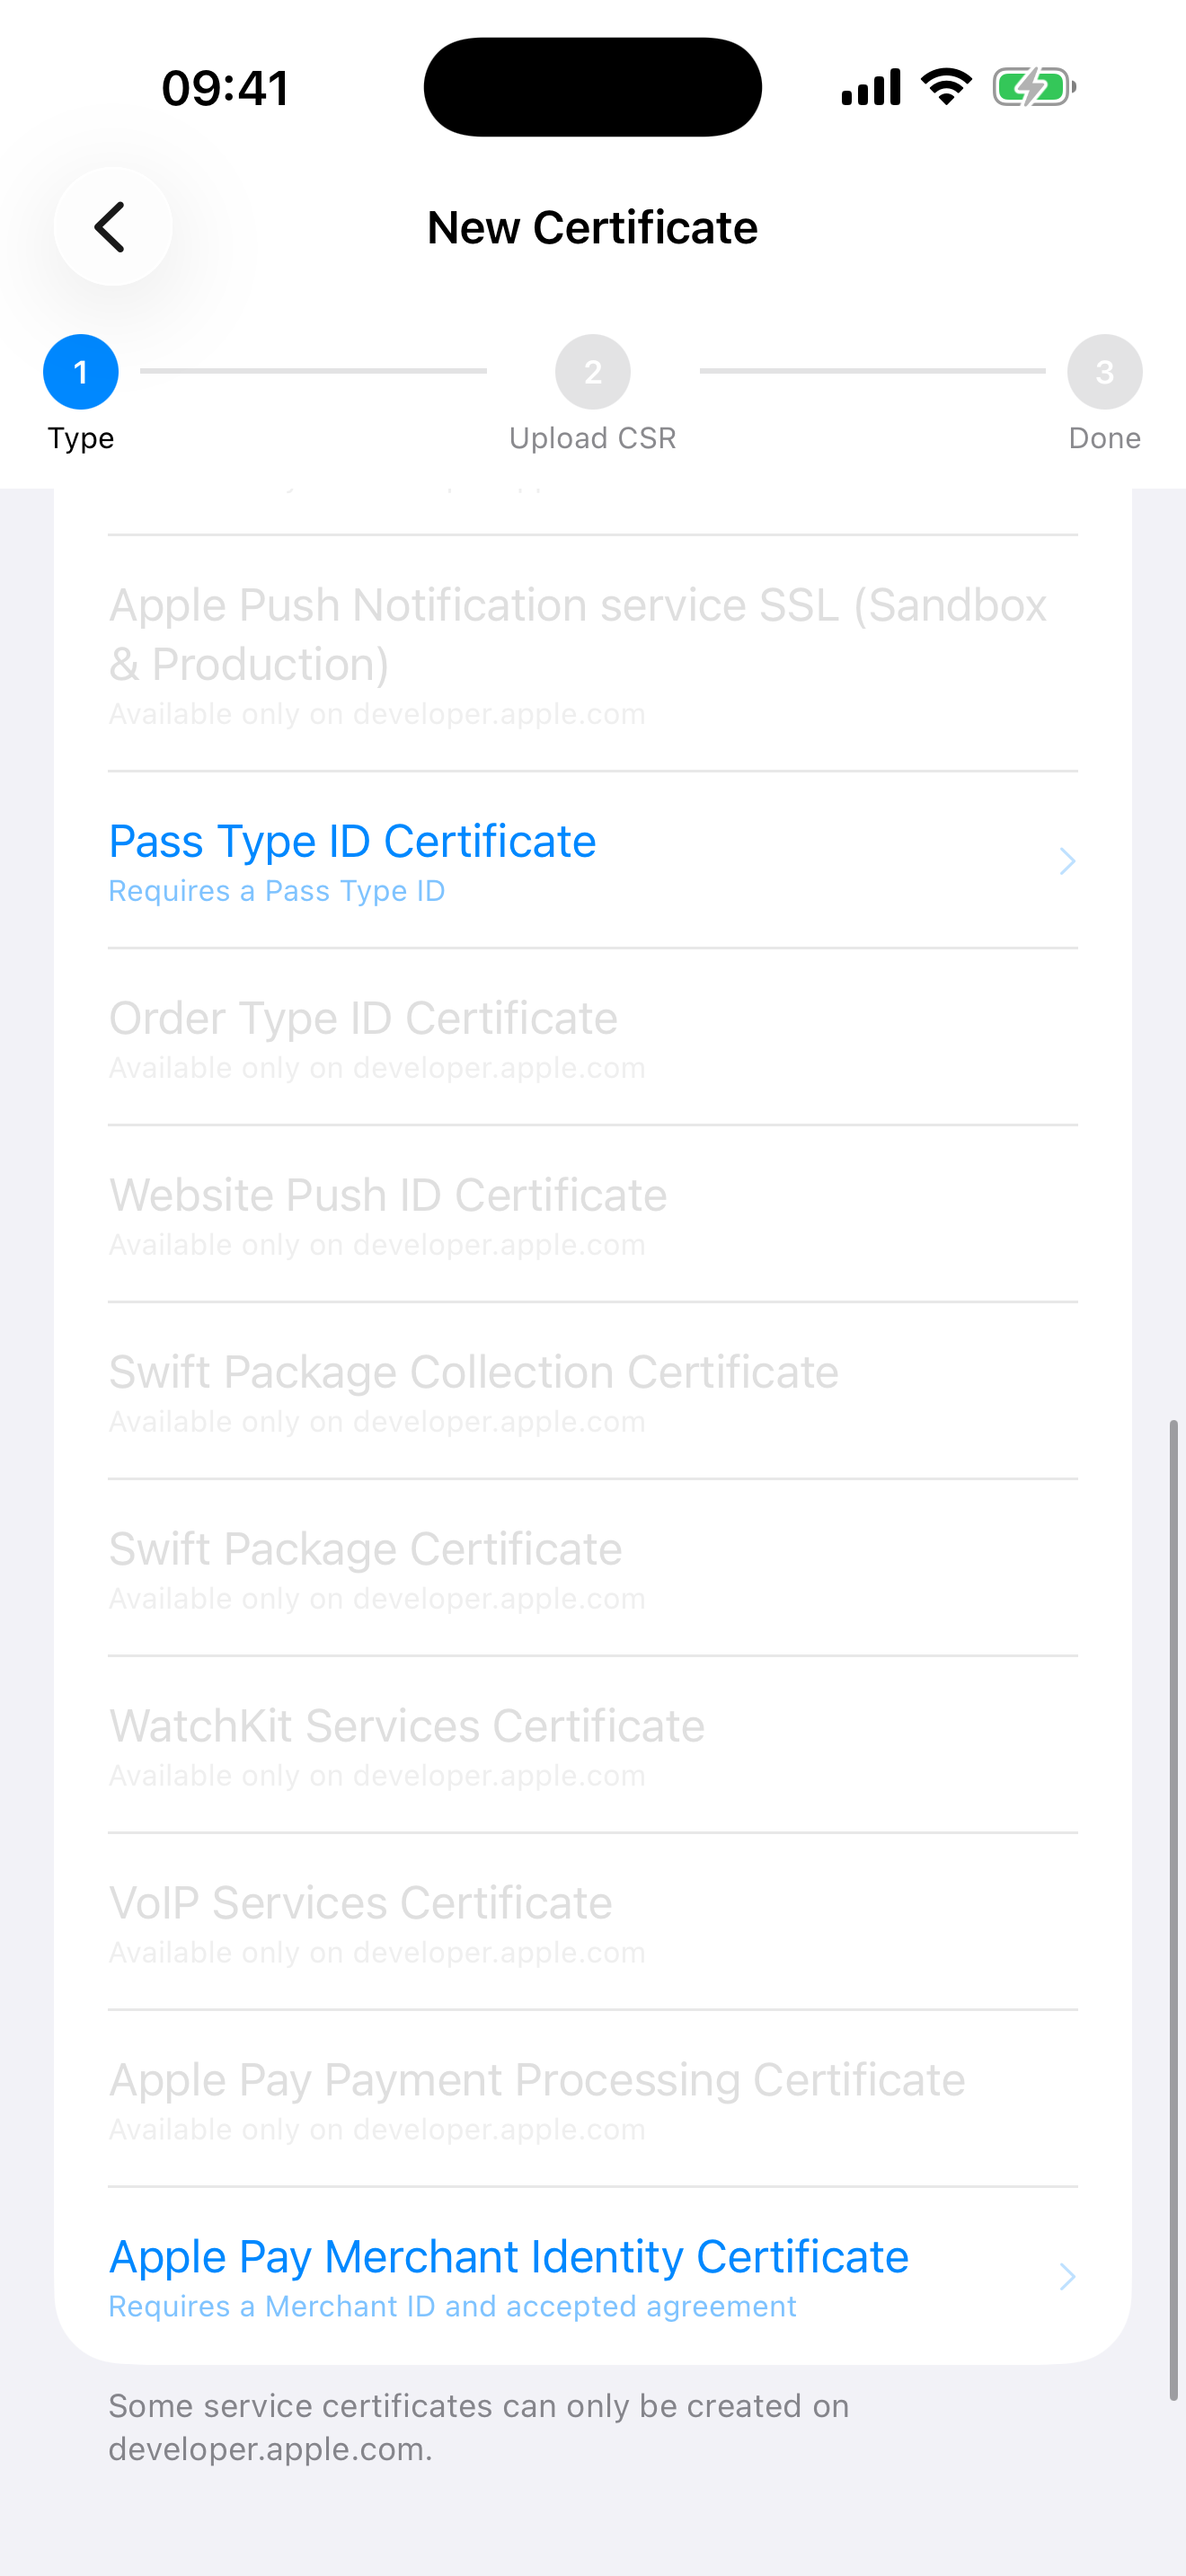 09:41
New Certificate
1
2
3
Type
Upload CSR
Done
Apple Push Notification service SSL (Sandbox
& Production)
Available only on developer.apple.com
Pass Type ID Certificate
Requires a Pass Type ID
Order Type ID Certificate
Available only on developer.apple.com
Website Push ID Certificate
Available only on developer.apple.com
Swift Package Collection Certificate
Available only on developer.apple.com
Swift Package Certificate
Available only on developer.apple.com
WatchKit Services Certificate
Available only on developer.apple.com
VoIP Services Certificate
Available only on developer.apple.com
Apple Pay Payment Processing Certificate
Available only on developer.apple.com
Apple Pay Merchant Identity Certificate
Requires a Merchant ID and accepted agreement
Some service certificates can only be created on
developer.apple.com.